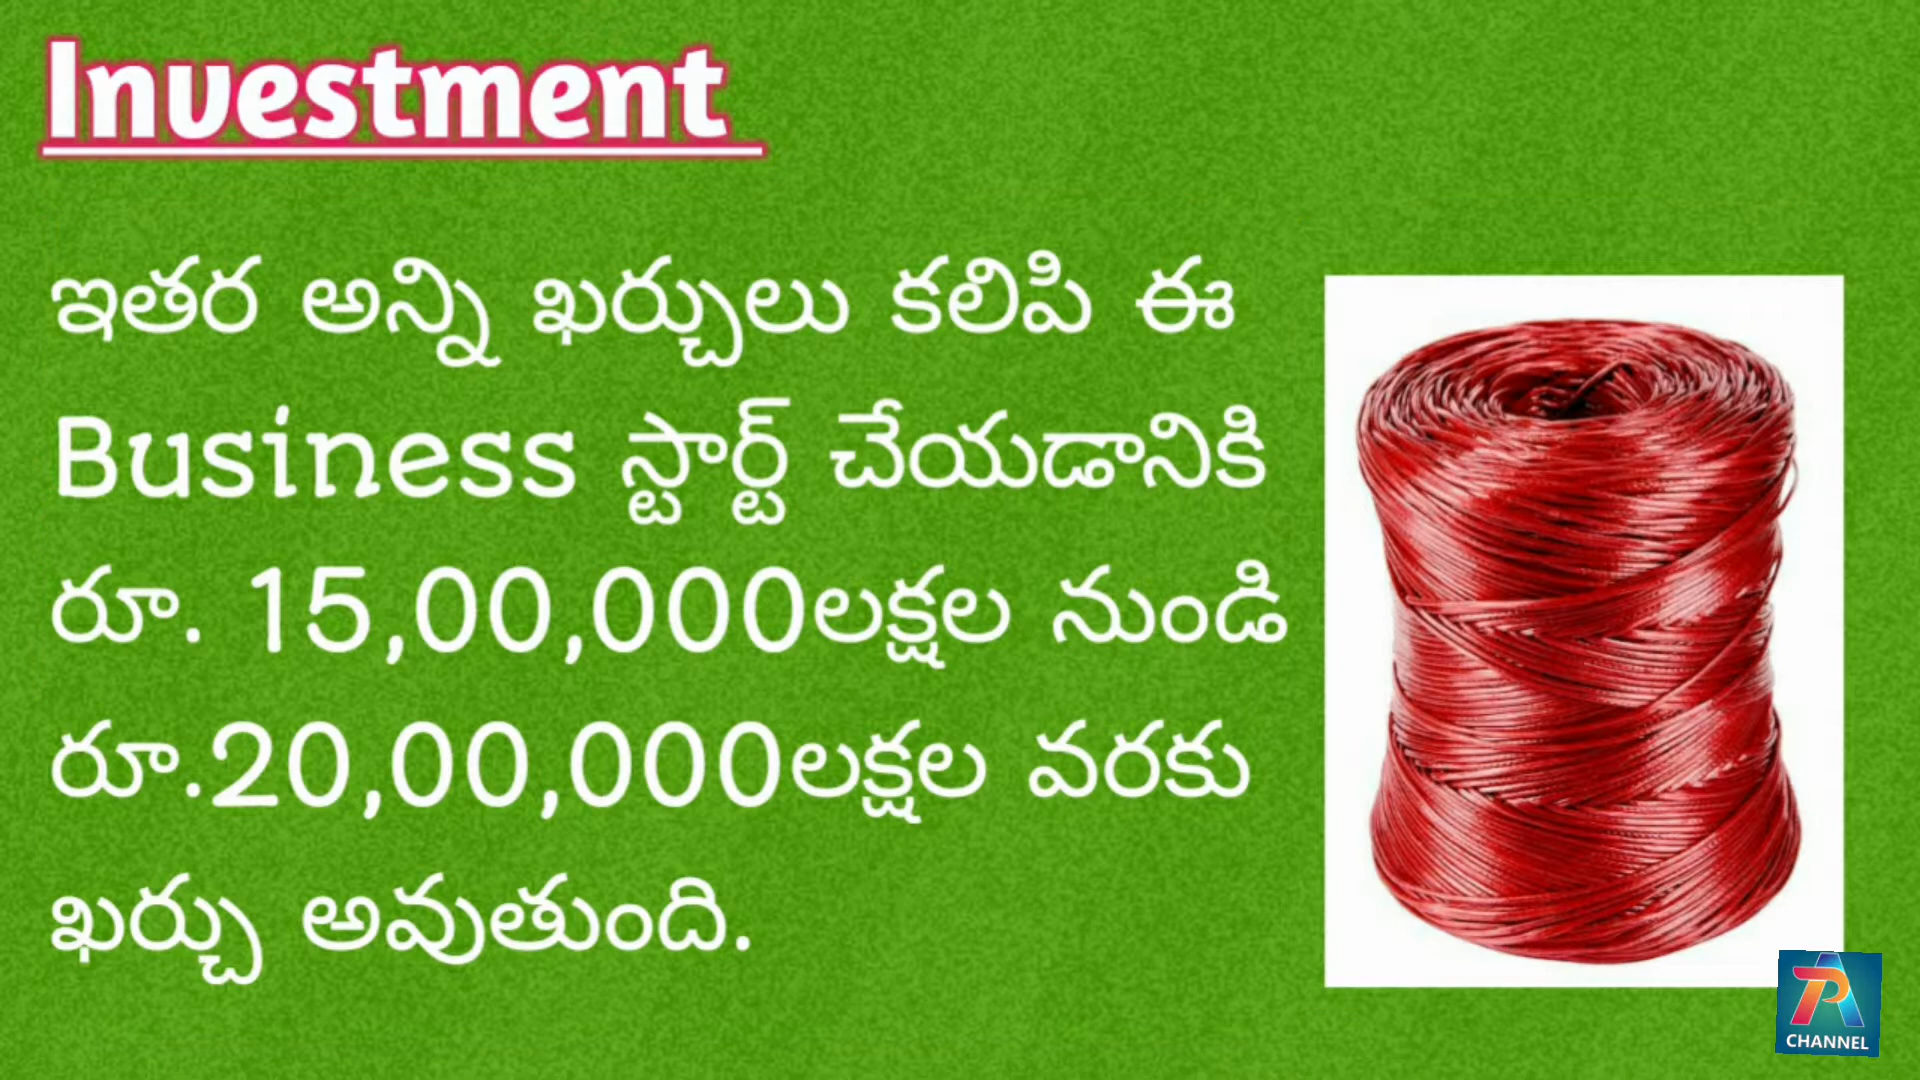 Investment
ఇతర అన్ని ఖర్చులు కలిపి ఈ
Business స్టార్ట్ చేయడానికి
రూ. 15,00,000లక్షల నుండి
రూ.20,00,000లక్షల వరకు
ఖర్చు అవుతుంది.
CHANNEL